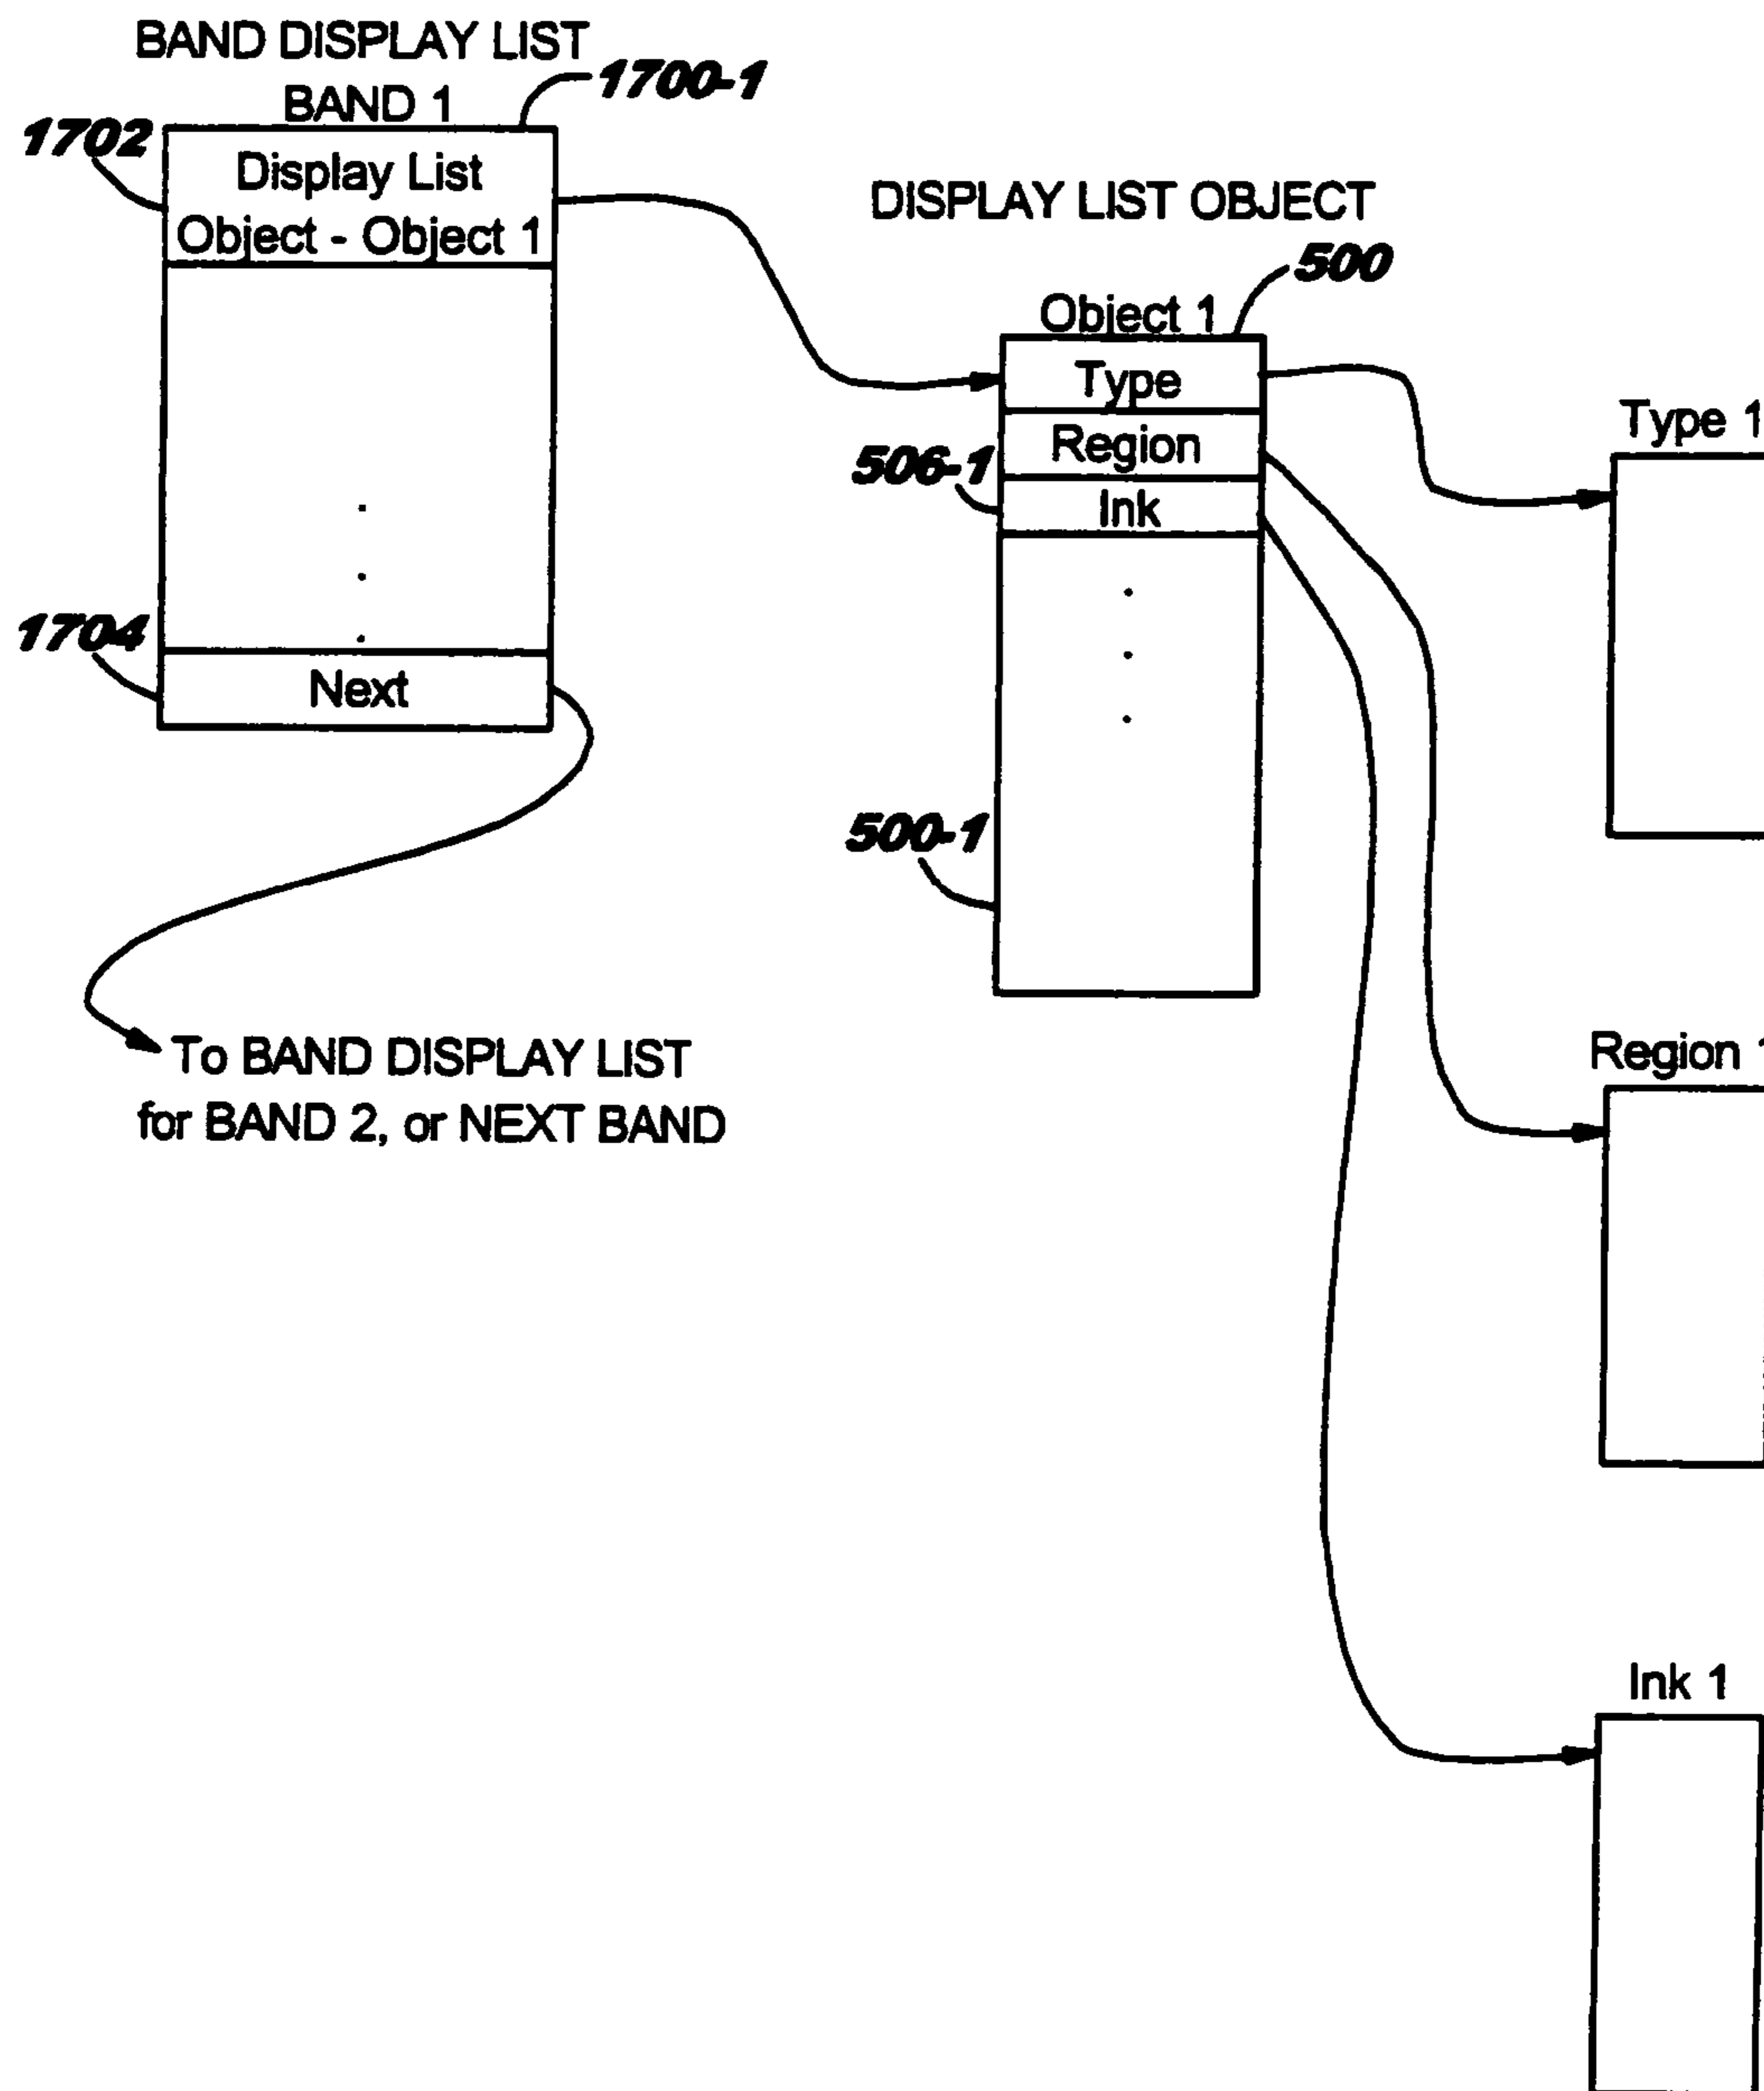 BAND DISPLAY LIST
BAND 1
1700-1
1702
Display List
Object - Object 1
1704
Next
To BAND DISPLAY LIST
for BAND 2, or NEXT BAND
DISPLAY LIST OBJECT
500
Object 1
Type
Region
506-1
Ink
500-1
Type 1
Region 1
Ink 1